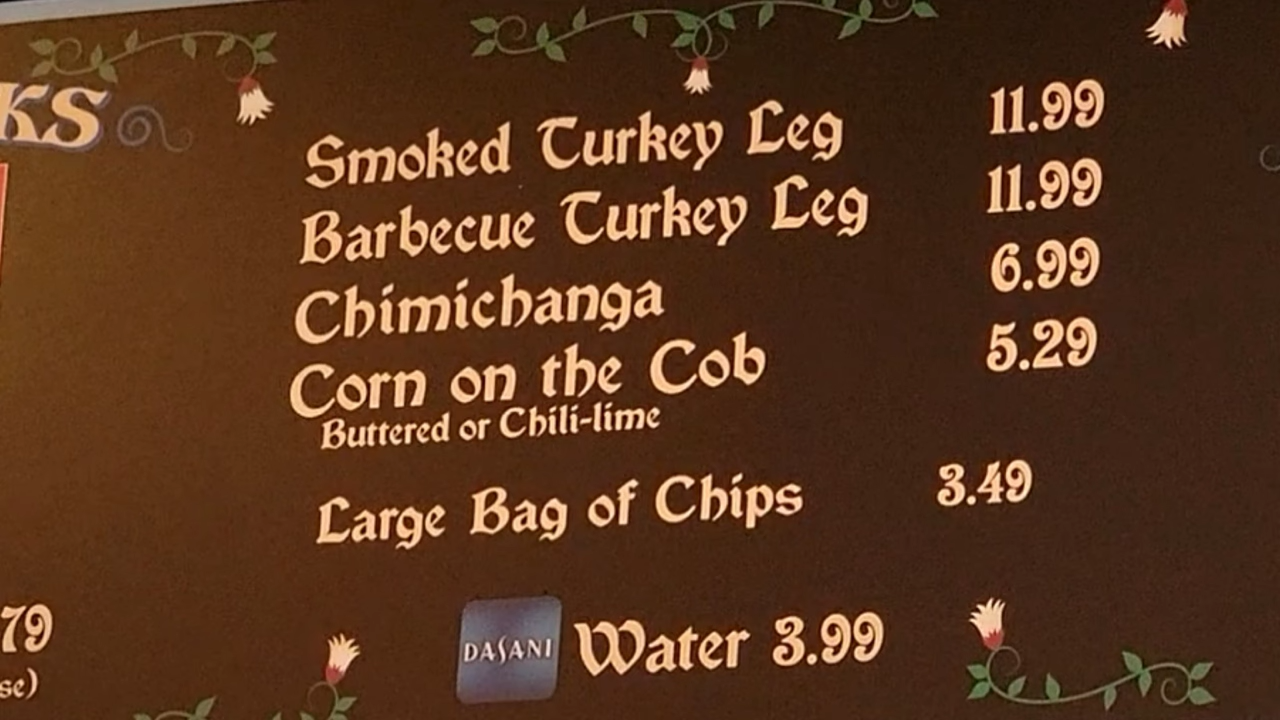 KS
Smoked Turkey Leg 11.99
Barbecue Turkey Leg 11.99
Chimichanga 6.99
Corn on the Cob 5.29
Buttered or Chili-lime
Large Bag of Chips 3.49
79
se)
DASANI Water 3.99